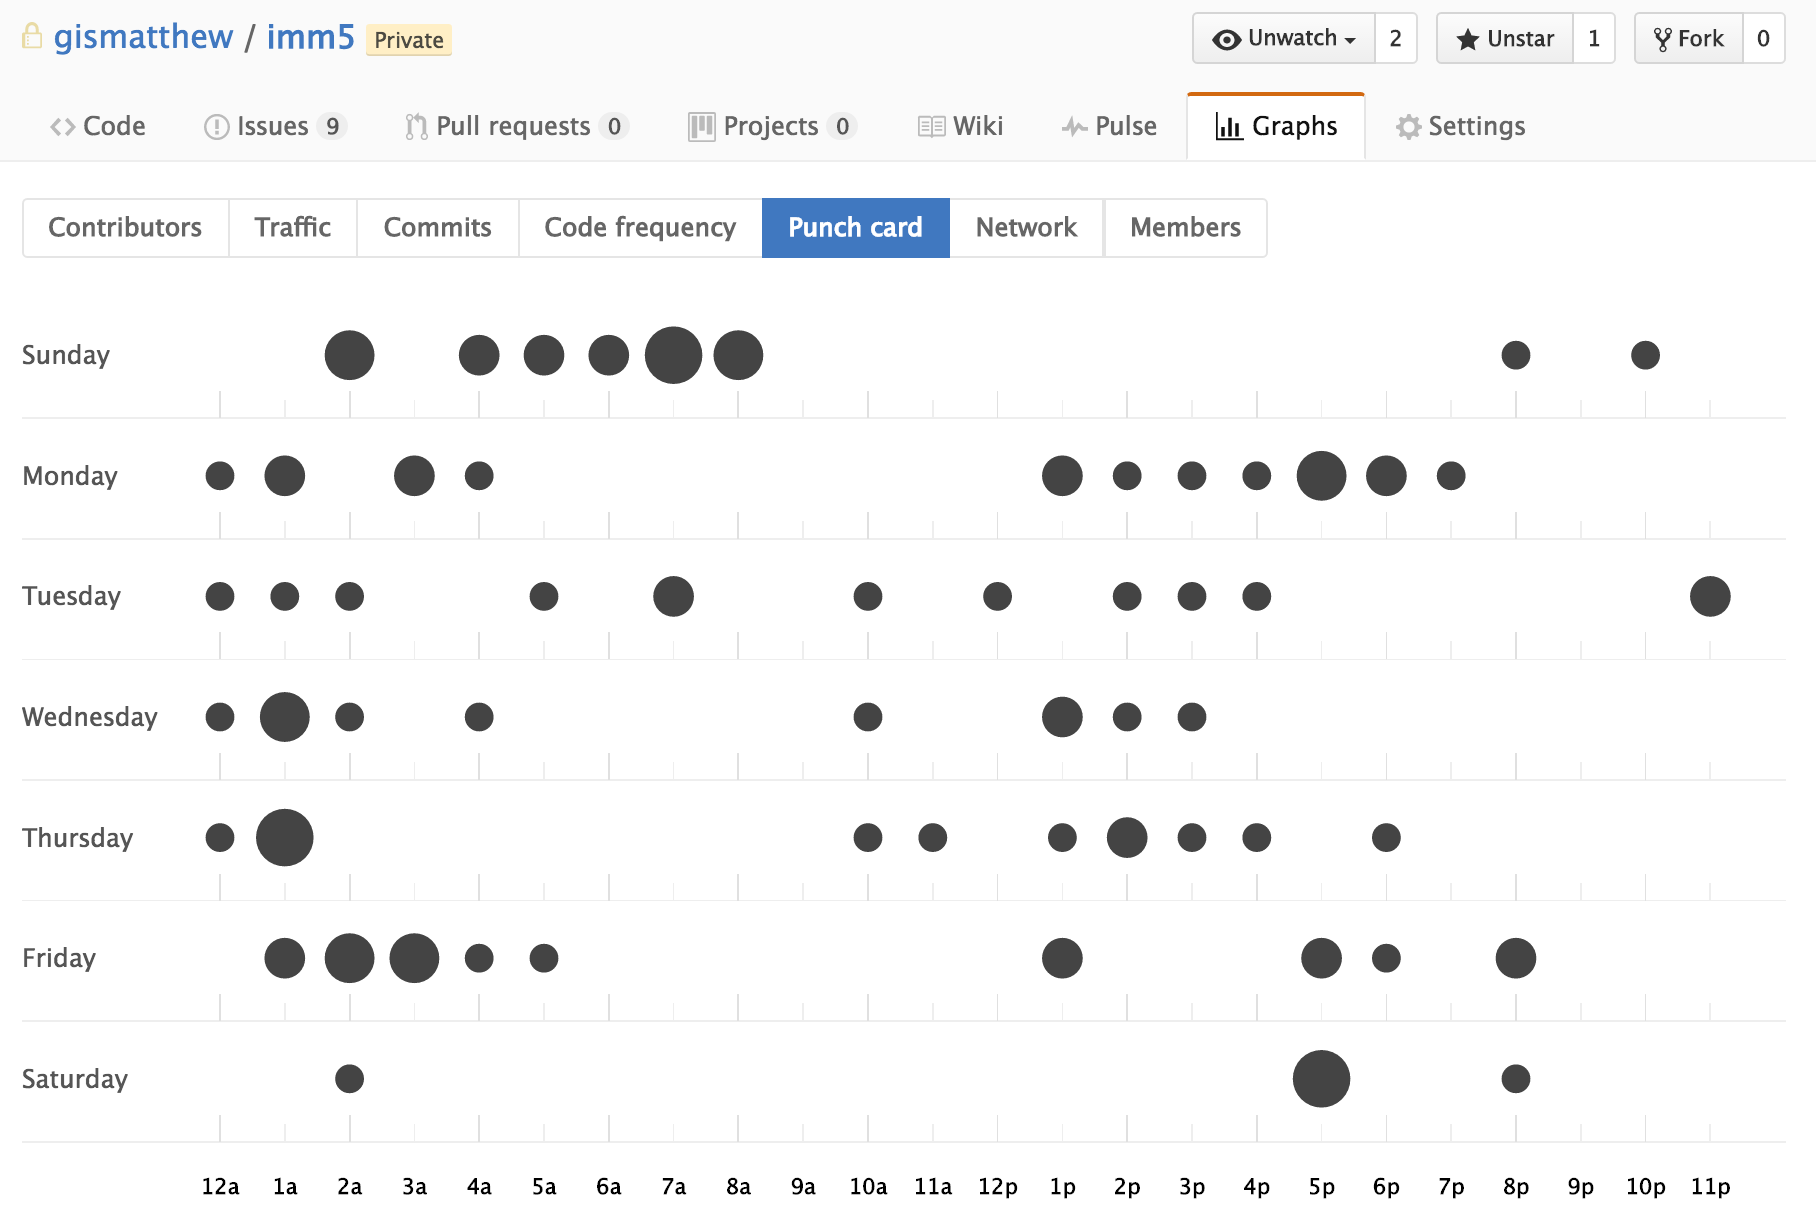 gismatthew / imm5 Private Unwatch 2 Unstar 1 Fork 0
Code Issues 9 Pull requests 0 Projects 0 Wiki Pulse Graphs Settings
Contributors Traffic Commits Code frequency Punch card Network Members
Sunday
Monday
Tuesday
Wednesday
Thursday
Friday
Saturday
12a 1a 2a 3a 4a 5a 6a 7a 8a 9a 10a 11a 12p 1p 2p 3p 4p 5p 6p 7p 8p 9p 10p 11p